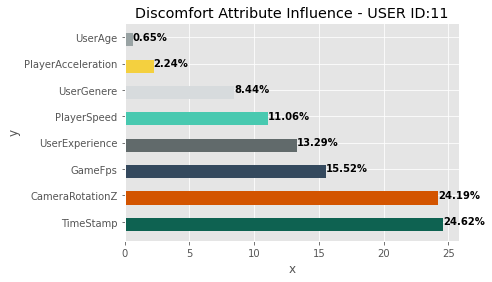 Discomfort Attribute Influence - USER ID:11
UserAge 0.65%
PlayerAcceleration 2.24%
UserGenere 8.44%
PlayerSpeed 11.06%
UserExperience 13.29%
GameFps 15.52%
CameraRotationZ 24.19%
TimeStamp 24.62%
y
0 5 10 15 20 25
x